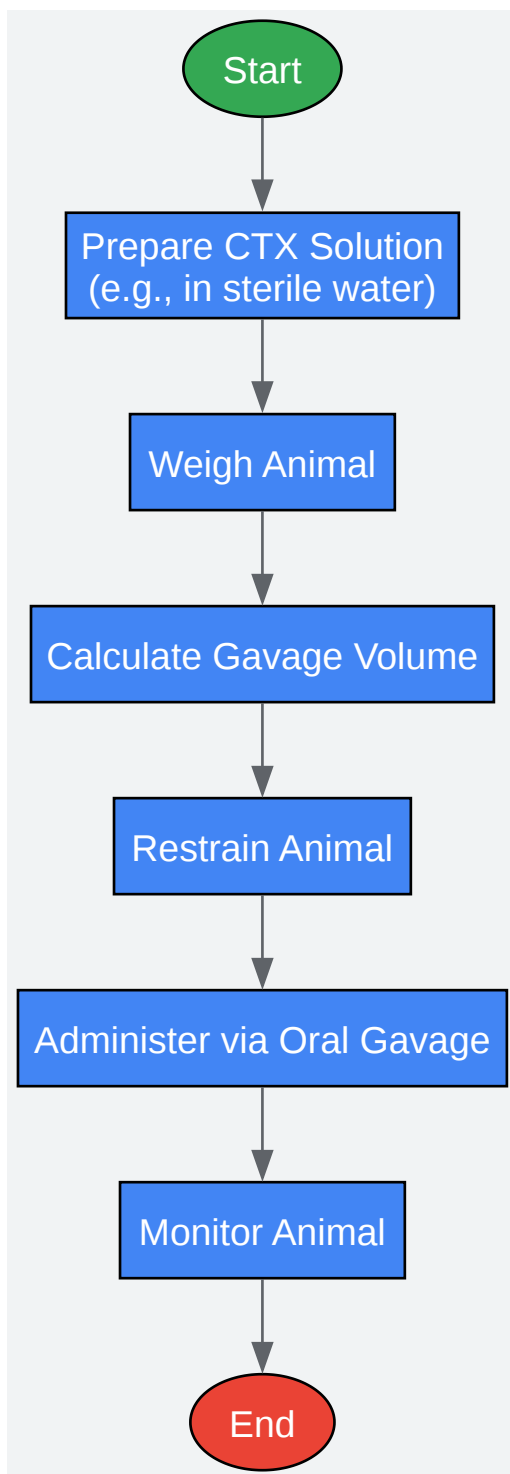 Start
Prepare CTX Solution
(e.g., in sterile water)
Weigh Animal
Calculate Gavage Volume
Restrain Animal
Administer via Oral Gavage
Monitor Animal
End